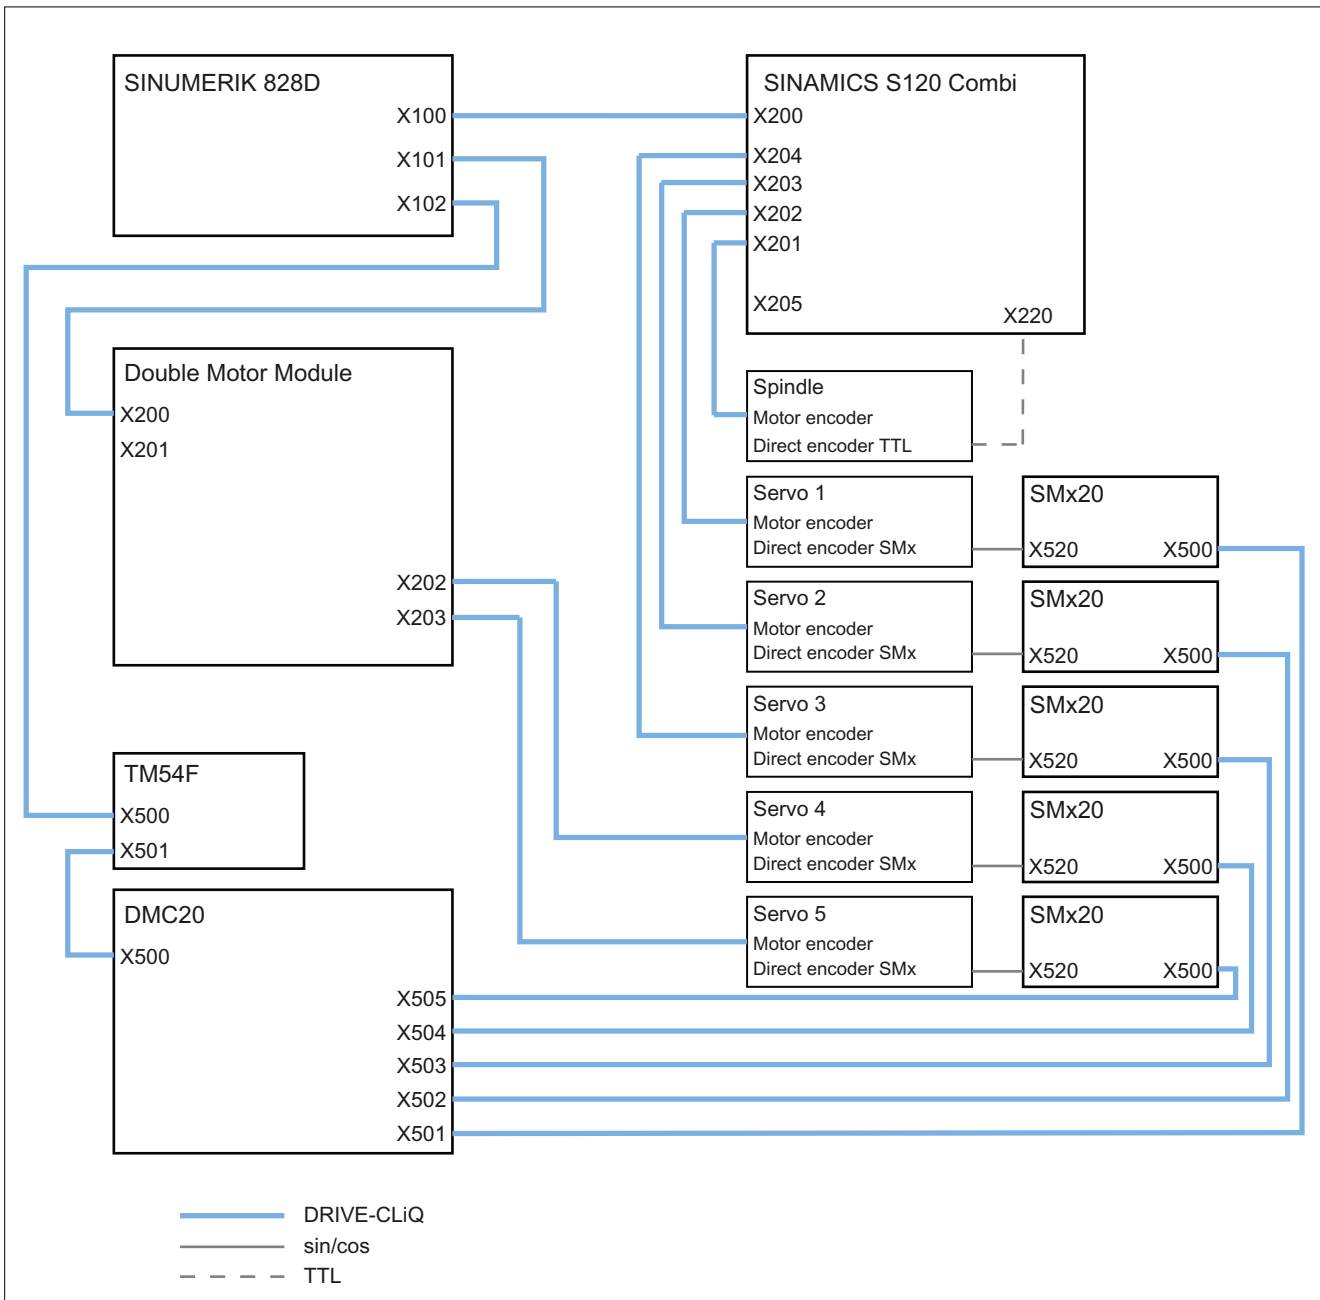 SINUMERIK 828D
X100
X101
X102
SINAMICS S120 Combi
X200
X204
X203
X202
X201
X205
X220
Double Motor Module
X200
X201
X202
X203
Spindle
Motor encoder
Direct encoder TTL
Servo 1
Motor encoder
Direct encoder SMx
SMx20
X520 X500
Servo 2
Motor encoder
Direct encoder SMx
SMx20
X520 X500
Servo 3
Motor encoder
Direct encoder SMx
SMx20
X520 X500
Servo 4
Motor encoder
Direct encoder SMx
SMx20
X520 X500
Servo 5
Motor encoder
Direct encoder SMx
SMx20
X520 X500
TM54F
X500
X501
DMC20
X500
X505
X504
X503
X502
X501
DRIVE-CLiQ
sin/cos
TTL